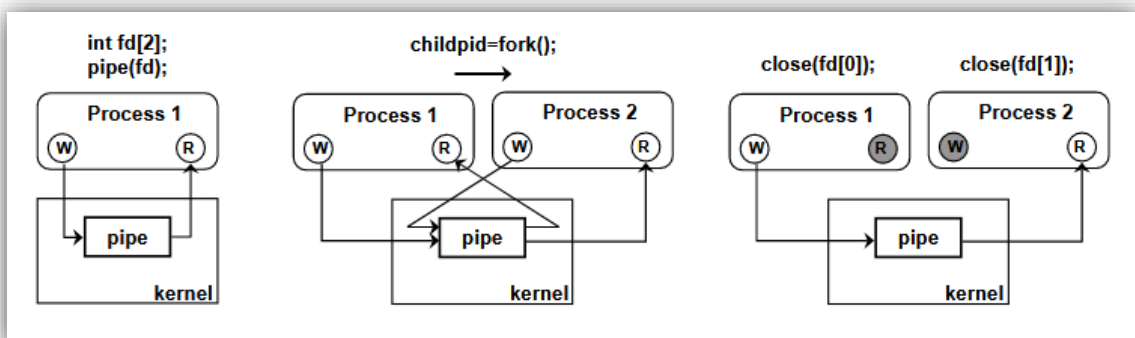 int fd[2];
pipe(fd);
Process 1
W
R
pipe
kernel
childpid=fork();
Process 1
W
R
Process 2
W
R
pipe
kernel
close(fd[0]);
close(fd[1]);
Process 1
W
R
Process 2
W
R
pipe
kernel